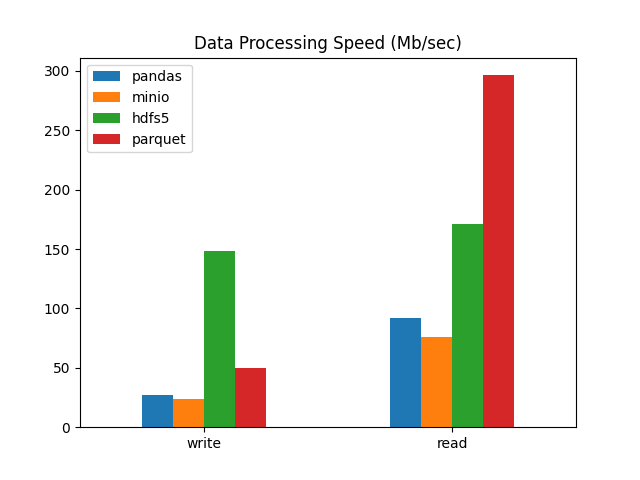 Data Processing Speed (Mb/sec)
300
250
200
150
100
50
0
pandas
minio
hdfs5
parquet
write
read